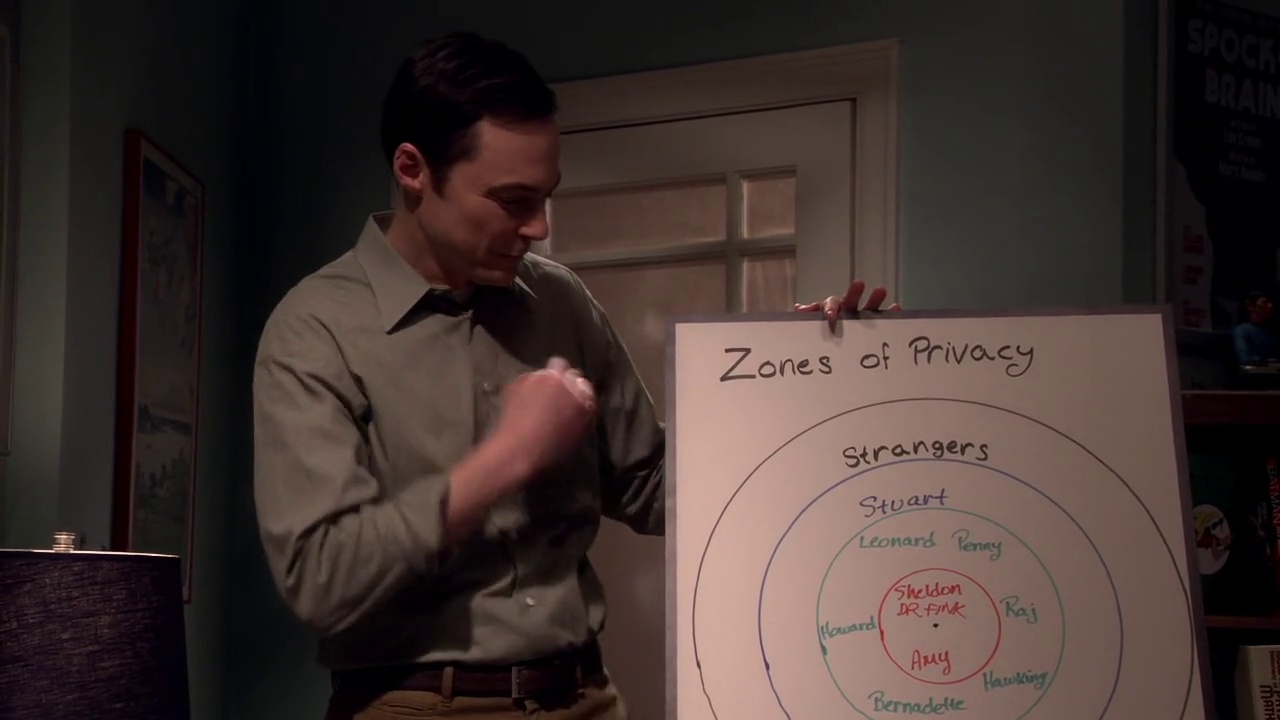 SPOCK
BRAIN
Zones of Privacy
Strangers
Stuart
Leonard Penny
Sheldon
DR FINK
Howard
Raj
Amy
Hawking
Bernadette